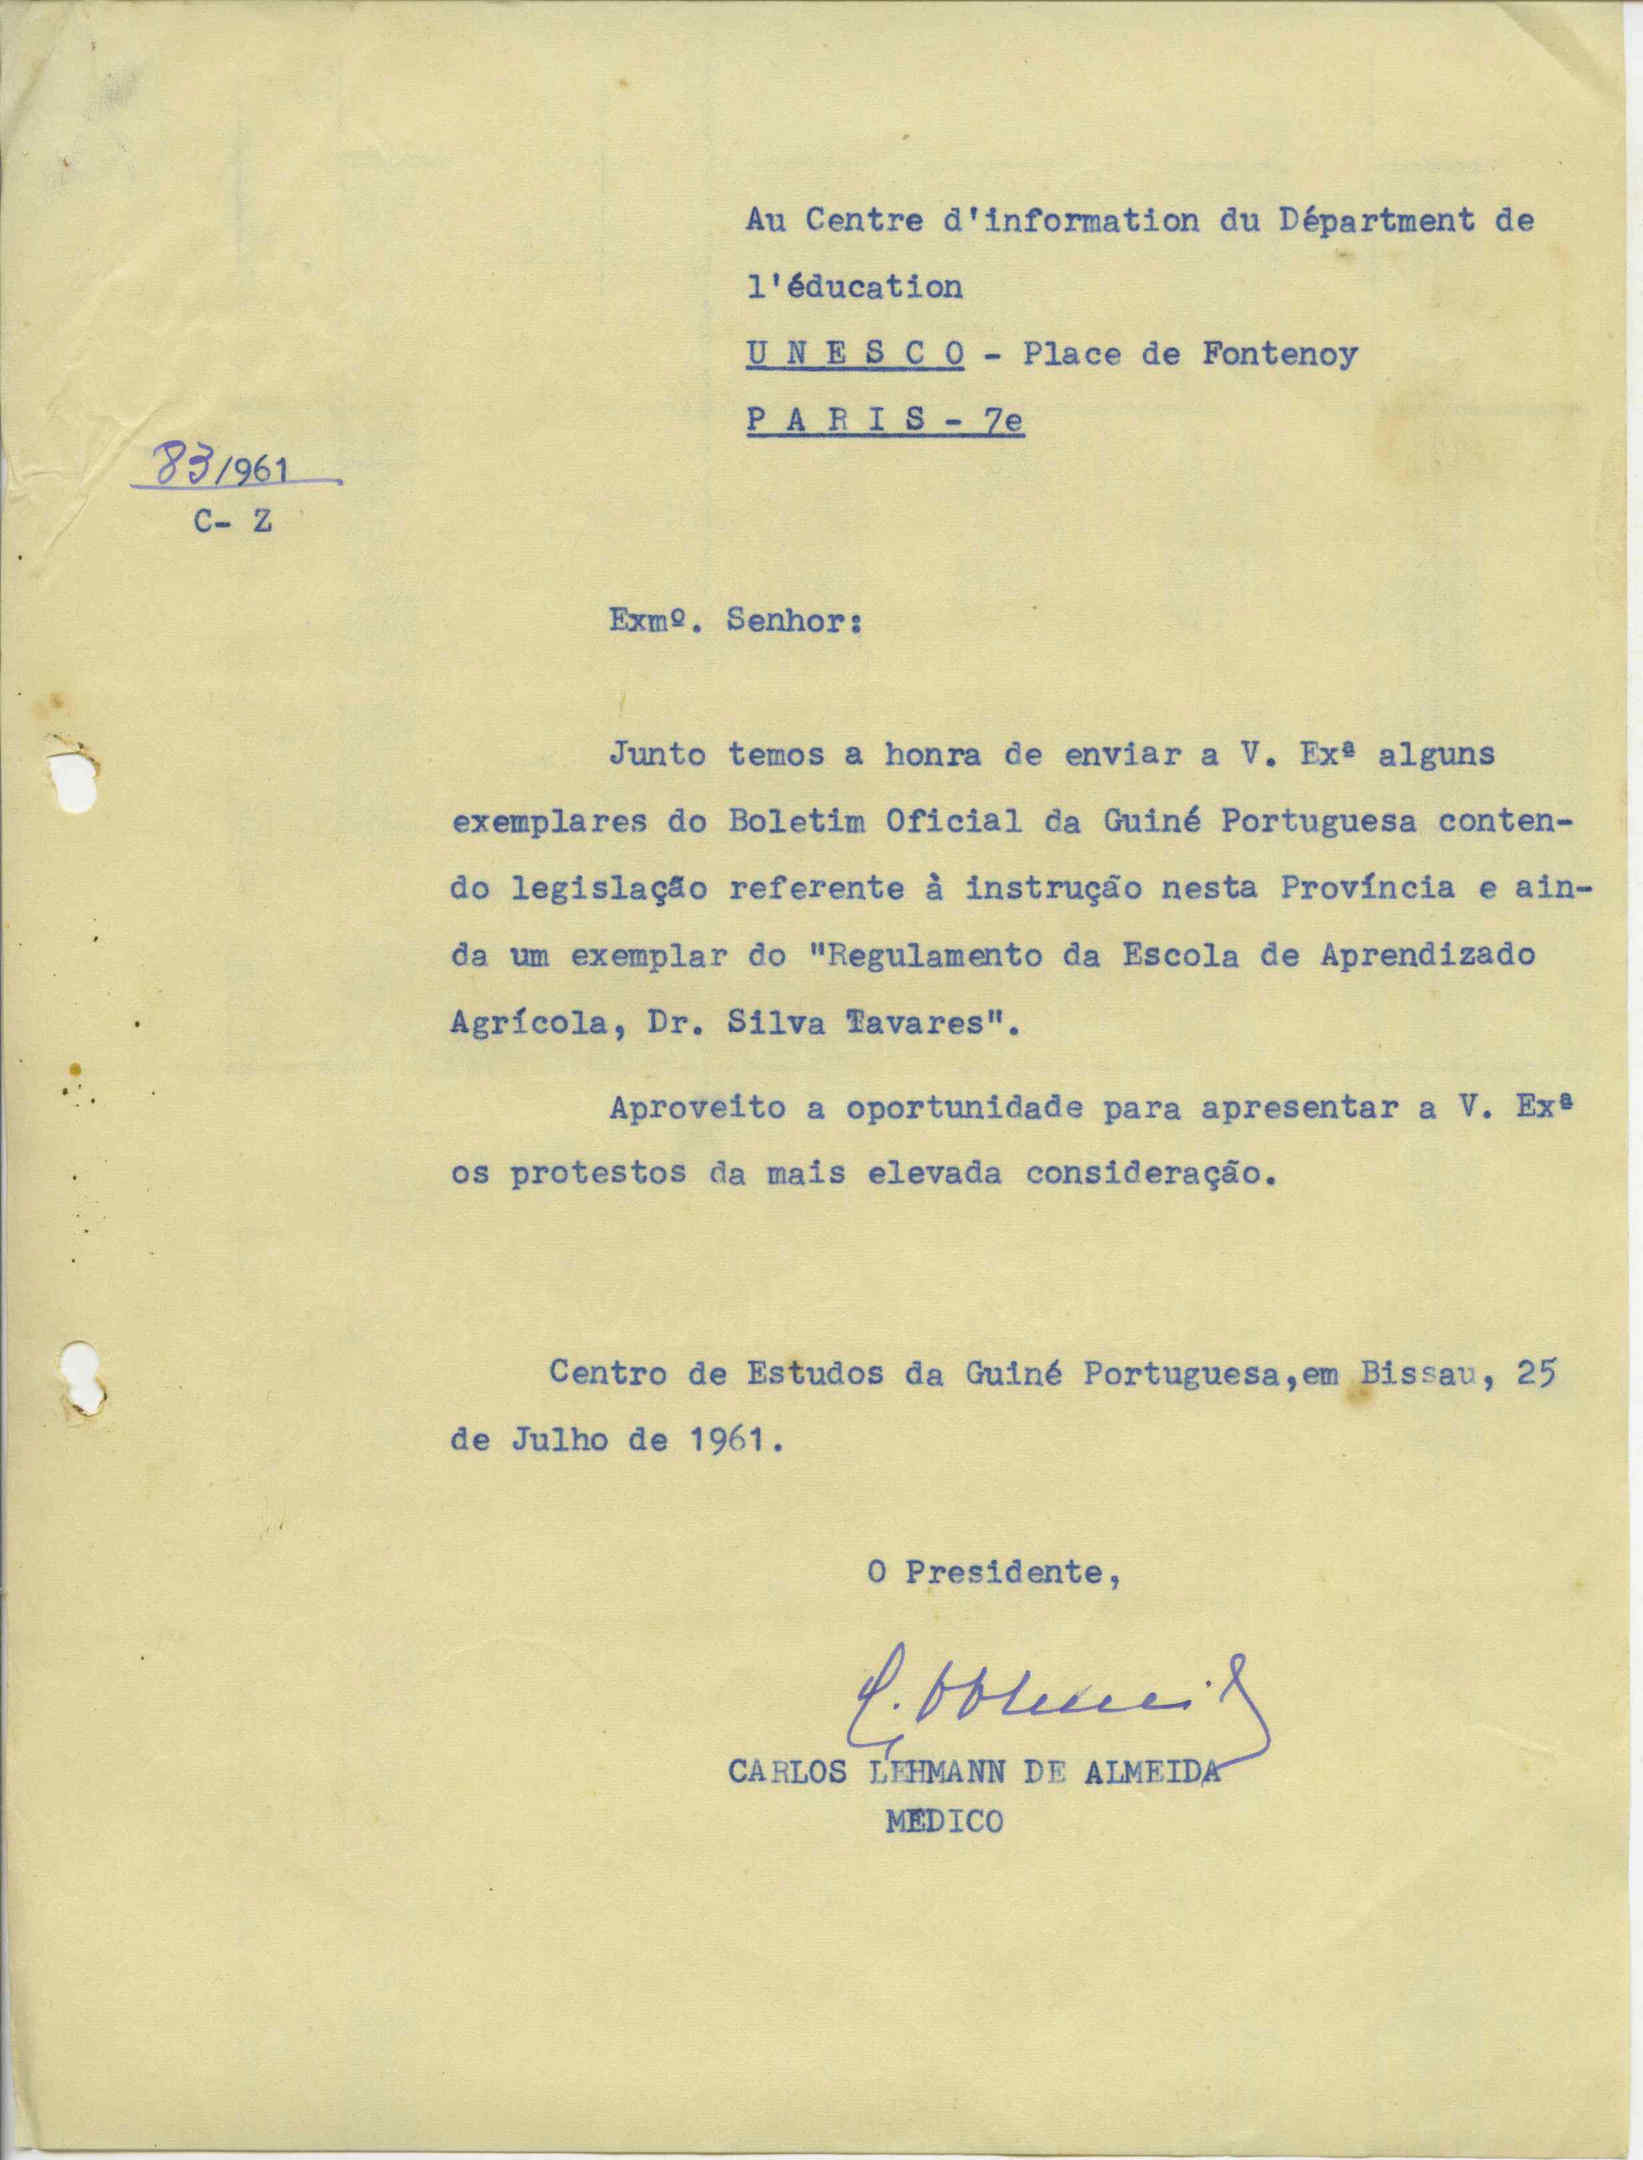 Au Centre d'information du Départment de
l'éducation
U N E S C O - Place de Fontenoy
P A R I S - 7e
83/961
C- Z
Exmº. Senhor:
Junto temos a honra de enviar a V. Exª alguns
exemplares do Boletim Oficial da Guiné Portuguesa conten-
do legislação referente à instrução nesta Província e ain-
da um exemplar do "Regulamento da Escola de Aprendizado
Agrícola, Dr. Silva Tavares".
Aproveito a oportunidade para apresentar a V. Exª
os protestos da mais elevada consideração.
Centro de Estudos da Guiné Portuguesa,em Bissau, 25
de Julho de 1961.
O Presidente,
CARLOS LEHMANN DE ALMEIDA
MEDICO